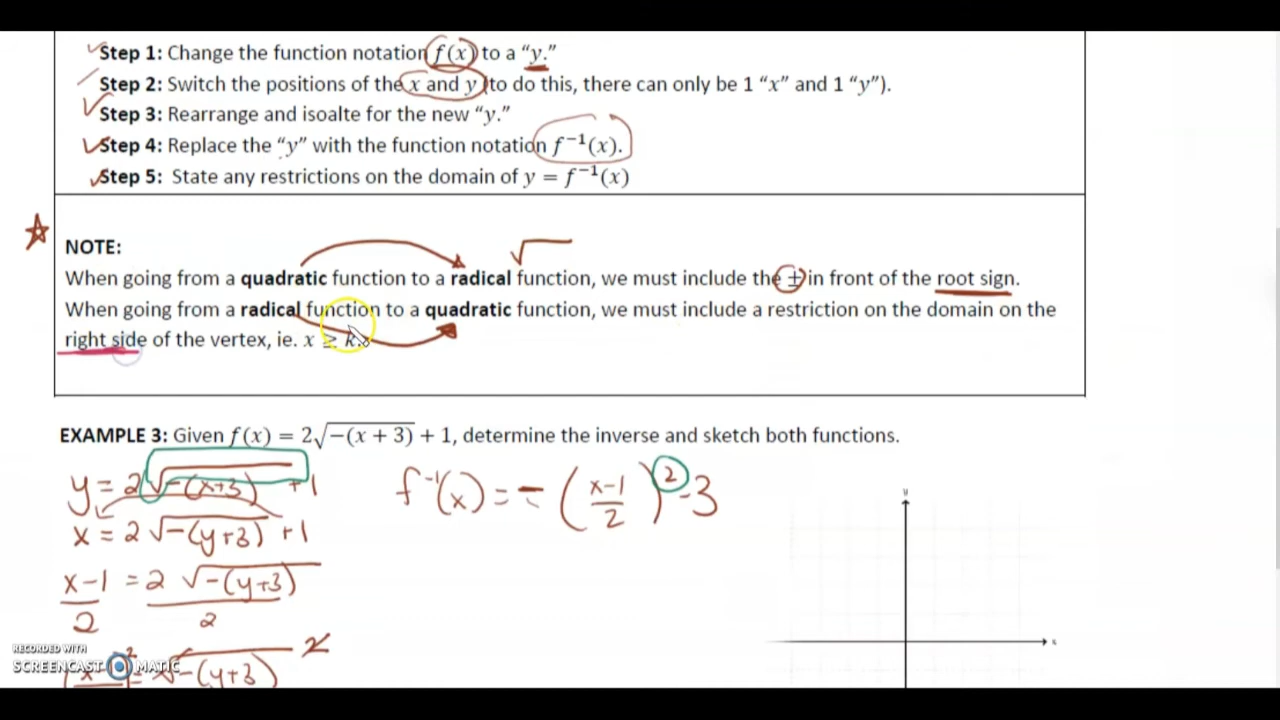 Step 1: Change the function notation f(x) to a “y.”
Step 2: Switch the positions of the x and y (to do this, there can only be 1 “x” and 1 “y”).
Step 3: Rearrange and isoalte for the new “y.”
Step 4: Replace the “y” with the function notation f⁻¹(x).
Step 5: State any restrictions on the domain of y = f⁻¹(x)
NOTE:
√
When going from a quadratic function to a radical function, we must include the ± in front of the root sign.
When going from a radical function to a quadratic function, we must include a restriction on the domain on the
right side of the vertex, ie. x ≥ k.
EXAMPLE 3: Given f(x) = 2√−(x + 3) + 1, determine the inverse and sketch both functions.
y = 2√-(x+3) +1
f⁻¹(x) = -(x-1/2)² -3
x = 2√-(y+3) +1
x-1/2 = 2√-(y+3)/2
√-(y+3) 2
y
x
RECORDED WITH
SCREENCAST MATIC